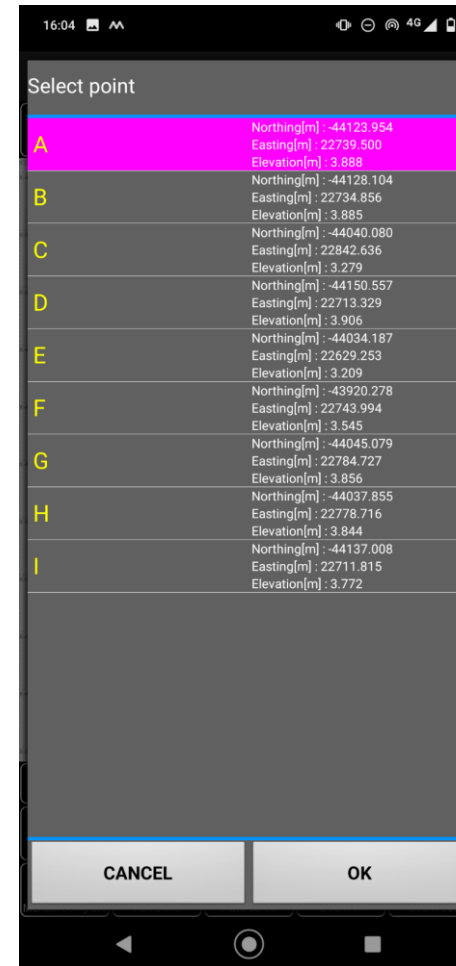 16:04 4G
Select point
A
Northing[m] : -44123.954
Easting[m] : 22739.500
Elevation[m] : 3.888
B
Northing[m] : -44128.104
Easting[m] : 22734.856
Elevation[m] : 3.885
C
Northing[m] : -44040.080
Easting[m] : 22842.636
Elevation[m] : 3.279
D
Northing[m] : -44150.557
Easting[m] : 22713.329
Elevation[m] : 3.906
E
Northing[m] : -44034.187
Easting[m] : 22629.253
Elevation[m] : 3.209
F
Northing[m] : -43920.278
Easting[m] : 22743.994
Elevation[m] : 3.545
G
Northing[m] : -44045.079
Easting[m] : 22784.727
Elevation[m] : 3.856
H
Northing[m] : -44037.855
Easting[m] : 22778.716
Elevation[m] : 3.844
I
Northing[m] : -44137.008
Easting[m] : 22711.815
Elevation[m] : 3.772
CANCEL OK